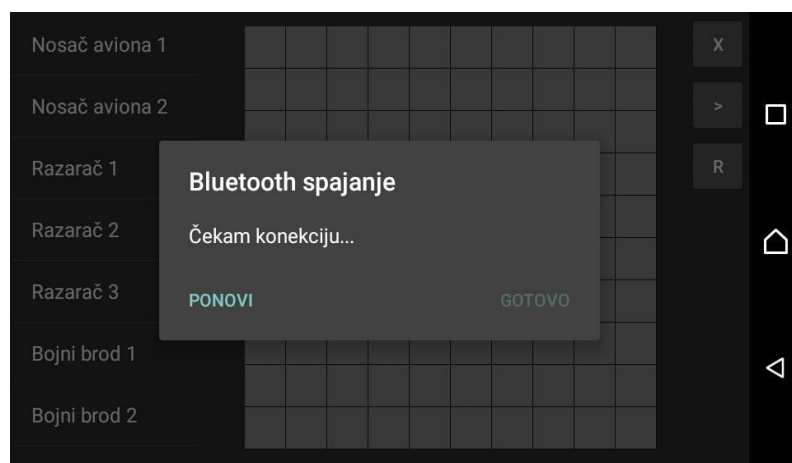 Nosač aviona 1
Nosač aviona 2
Razarač 1
Razarač 2
Razarač 3
Bojni brod 1
Bojni brod 2
Bluetooth spajanje
Čekam konekciju...
PONOVI GOTOVO
X
>
R